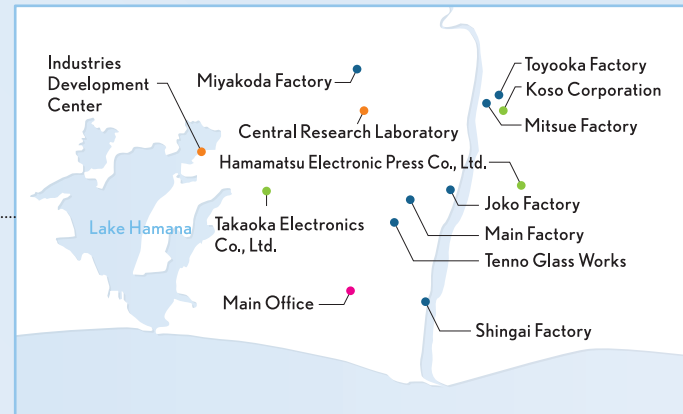 Industries
Development
Center
Miyakoda Factory
Toyooka Factory
Koso Corporation
Mitsue Factory
Central Research Laboratory
Hamamatsu Electronic Press Co., Ltd.
Joko Factory
Lake Hamana
Takaoka Electronics
Co., Ltd.
Main Factory
Tenno Glass Works
Main Office
Shingai Factory